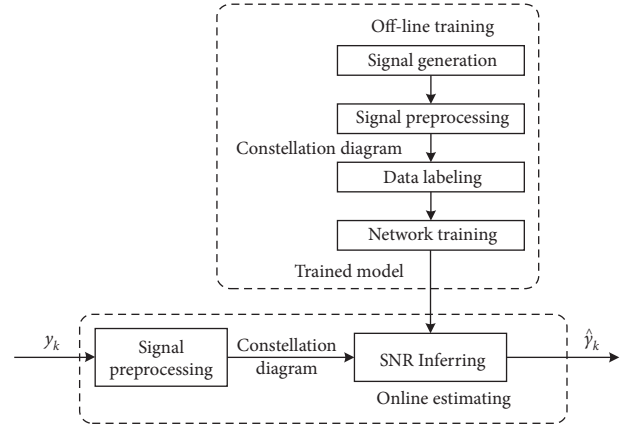 Off-line training
Signal generation
Signal preprocessing
Constellation diagram
Data labeling
Network training
Trained model
y_k
Signal
preprocessing
Constellation
diagram
SNR Inferring
γ̂_k
Online estimating